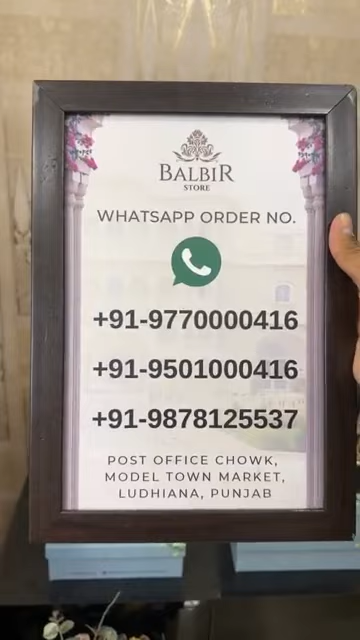 BALBIR
STORE
WHATSAPP ORDER NO.
+91-9770000416
+91-9501000416
+91-9878125537
POST OFFICE CHOWK,
MODEL TOWN MARKET,
LUDHIANA, PUNJAB